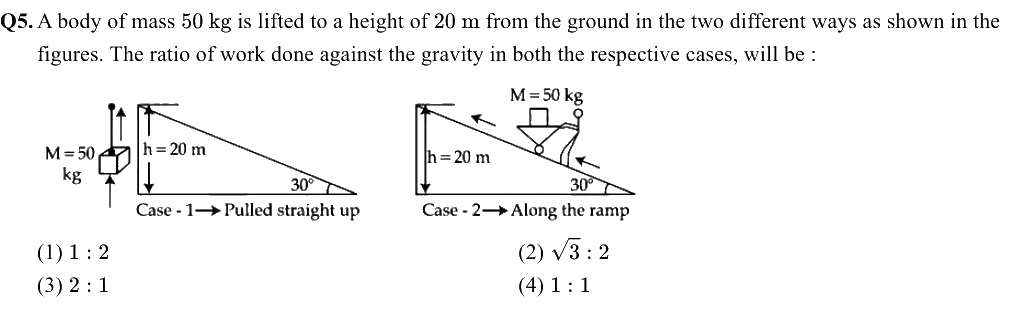 Q5. A body of mass 50 kg is lifted to a height of 20 m from the ground in the two different ways as shown in the
figures. The ratio of work done against the gravity in both the respective cases, will be :
M = 50 kg
M = 50
kg
h = 20 m
h = 20 m
30°
30°
Case - 1→ Pulled straight up
Case - 2→ Along the ramp
(1) 1 : 2
(2) √3 : 2
(3) 2 : 1
(4) 1 : 1